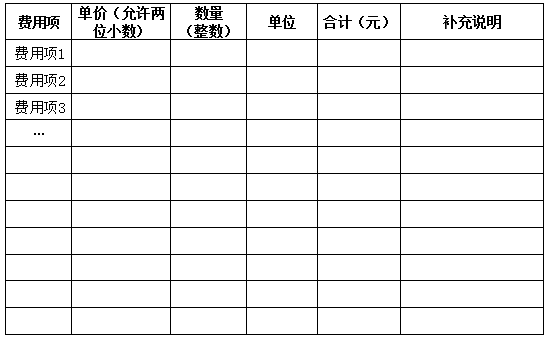 费用项 单价（允许两位小数） 数量（整数） 单位 合计（元） 补充说明
费用项1
费用项2
费用项3
…